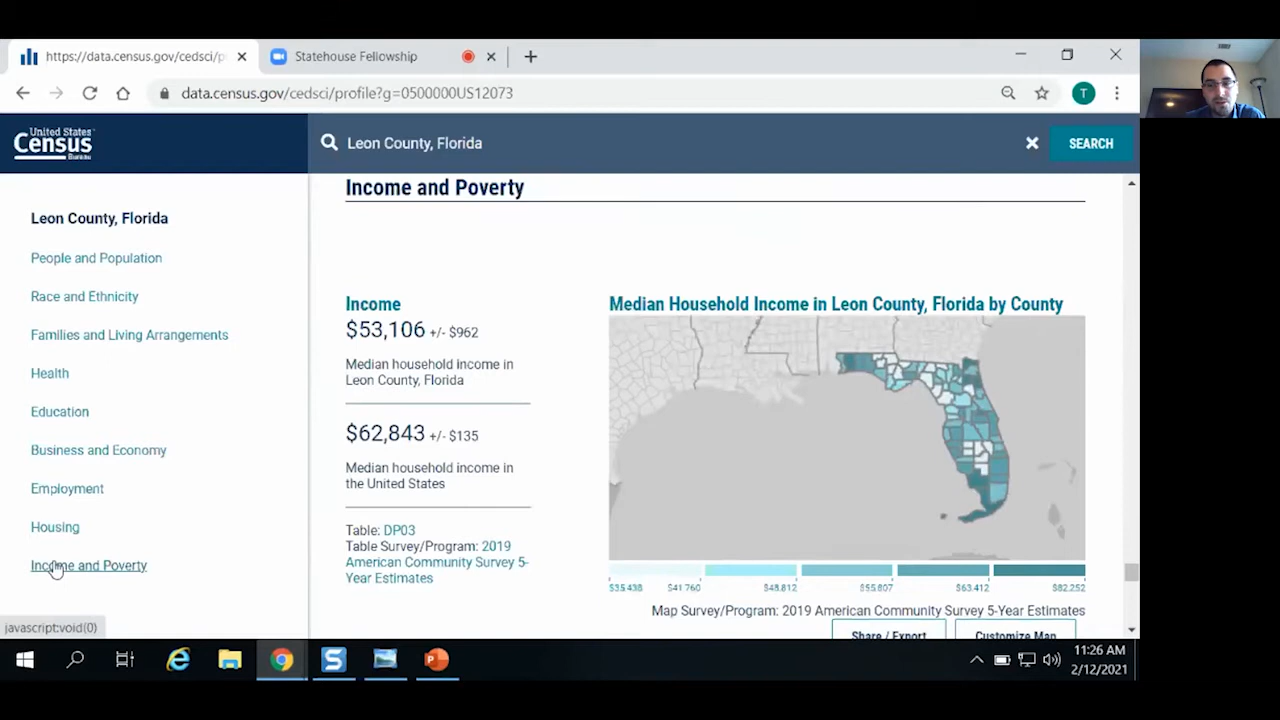 https://data.census.gov/cedsci/p
Statehouse Fellowship
data.census.gov/cedsci/profile?g=0500000US12073
T
United States
Census
Bureau
Leon County, Florida
SEARCH
Leon County, Florida
People and Population
Race and Ethnicity
Families and Living Arrangements
Health
Education
Business and Economy
Employment
Housing
Income and Poverty
javascript:void(0)
Income and Poverty
Income
$53,106 +/- $962
Median household income in
Leon County, Florida
$62,843 +/- $135
Median household income in
the United States
Table: DP03
Table Survey/Program: 2019
American Community Survey 5-
Year Estimates
Median Household Income in Leon County, Florida by County
$35,438 $41,760 $48,812 $55,807 $63,412 $82,252
Map Survey/Program: 2019 American Community Survey 5-Year Estimates
Share / Export
Customize Map
11:26 AM
2/12/2021